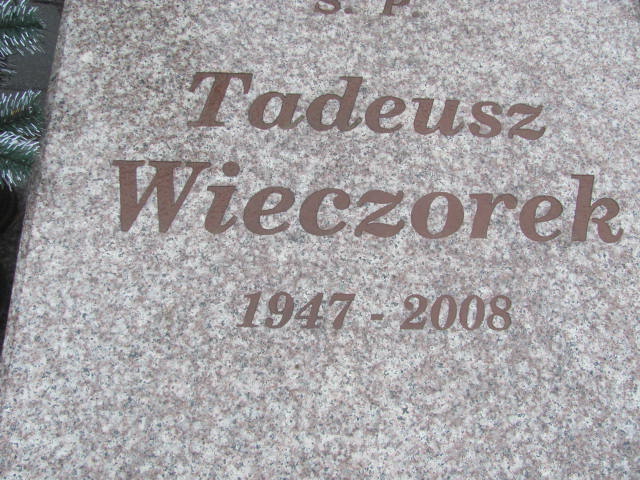 S. P.
Tadeusz
Wieczorek
1947 - 2008